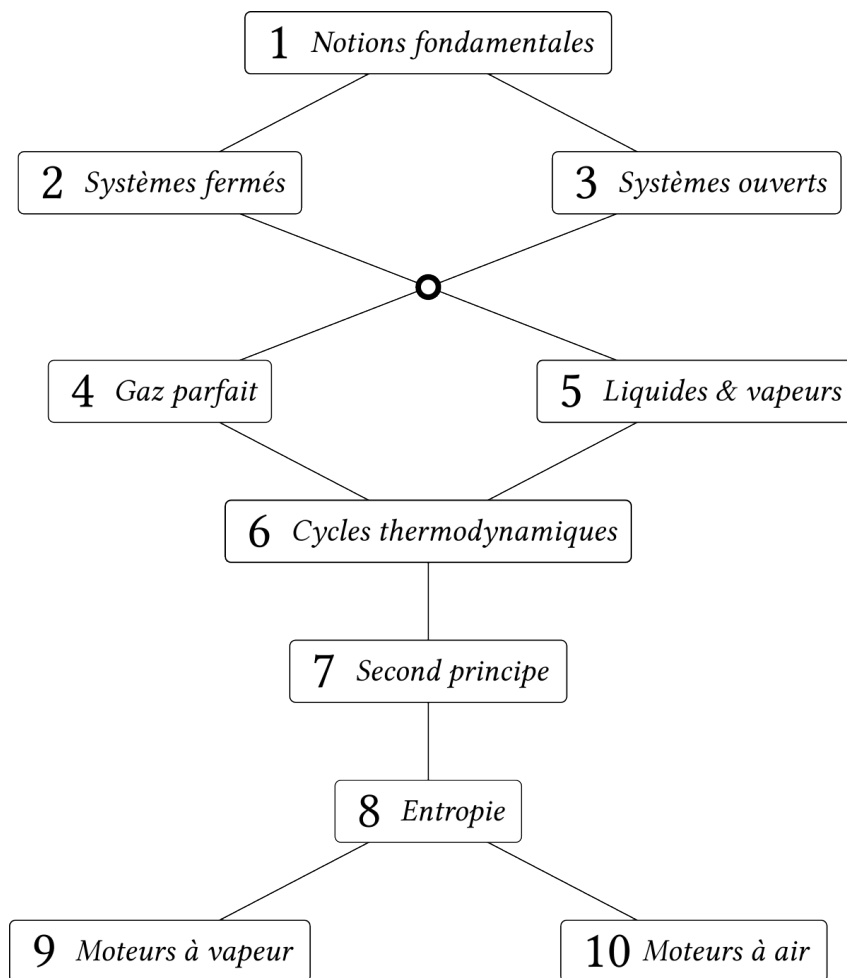 1 Notions fondamentales
2 Systèmes fermés
3 Systèmes ouverts
4 Gaz parfait
5 Liquides & vapeurs
6 Cycles thermodynamiques
7 Second principe
8 Entropie
9 Moteurs à vapeur
10 Moteurs à air